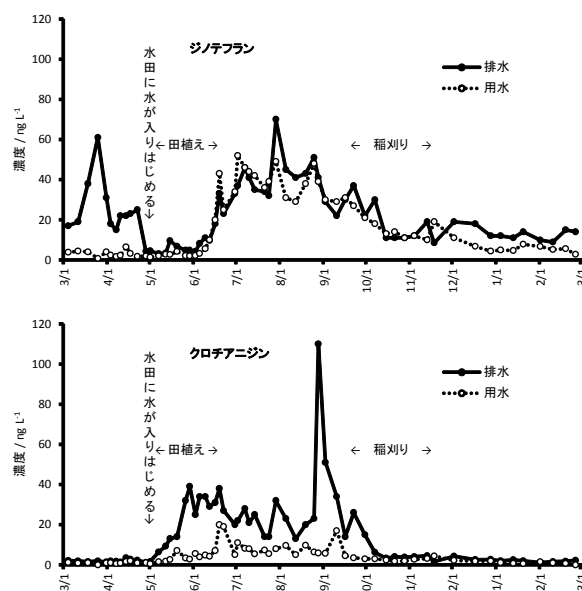 120
100
80
60
40
20
0
濃度 / ng L-1
ジノテフラン
水田に水が入りはじめる↓
←田植え→
← 稲刈り →
排水
用水
3/1 4/1 5/1 6/1 7/1 8/1 9/1 10/1 11/1 12/1 1/1 2/1 3/1
120
100
80
60
40
20
0
濃度 / ng L-1
クロチアニジン
水田に水が入りはじめる↓
←田植え→
← 稲刈り →
排水
用水
3/1 4/1 5/1 6/1 7/1 8/1 9/1 0/1 1/1 2/1 1/1 2/1 3/1